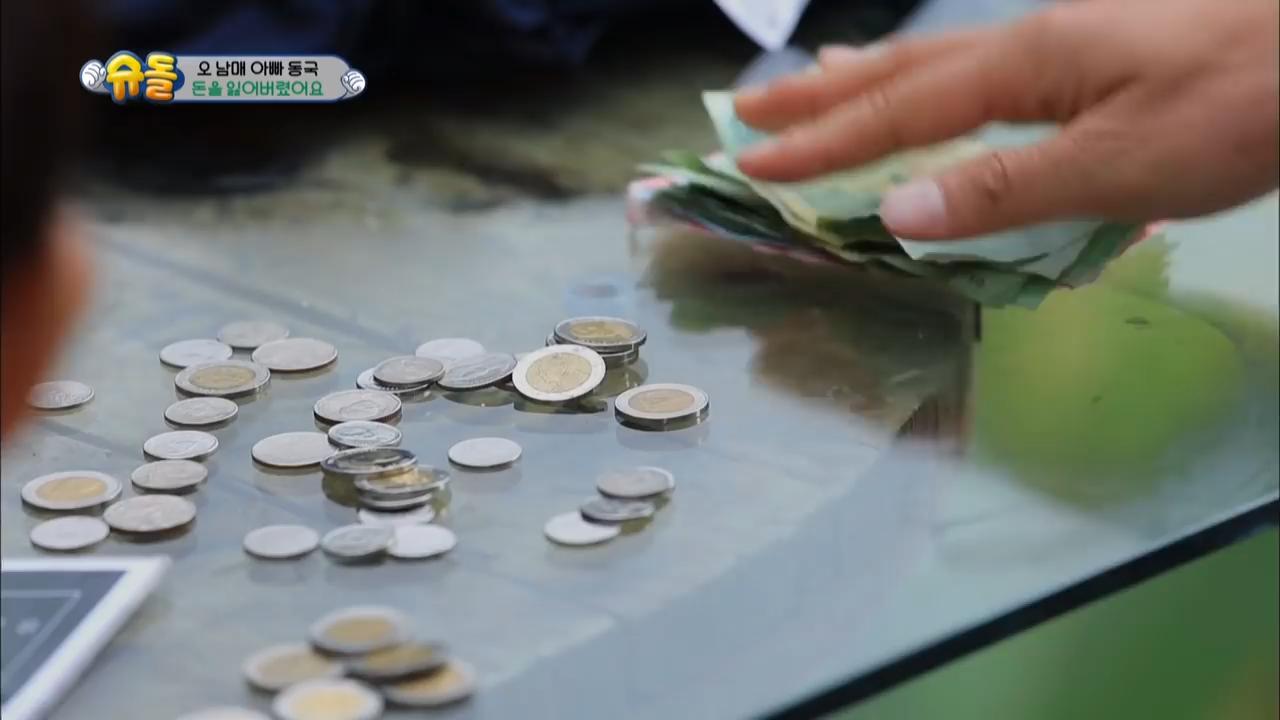 슈돌
오 남매 아빠 동국
돈을 잃어버렸어요